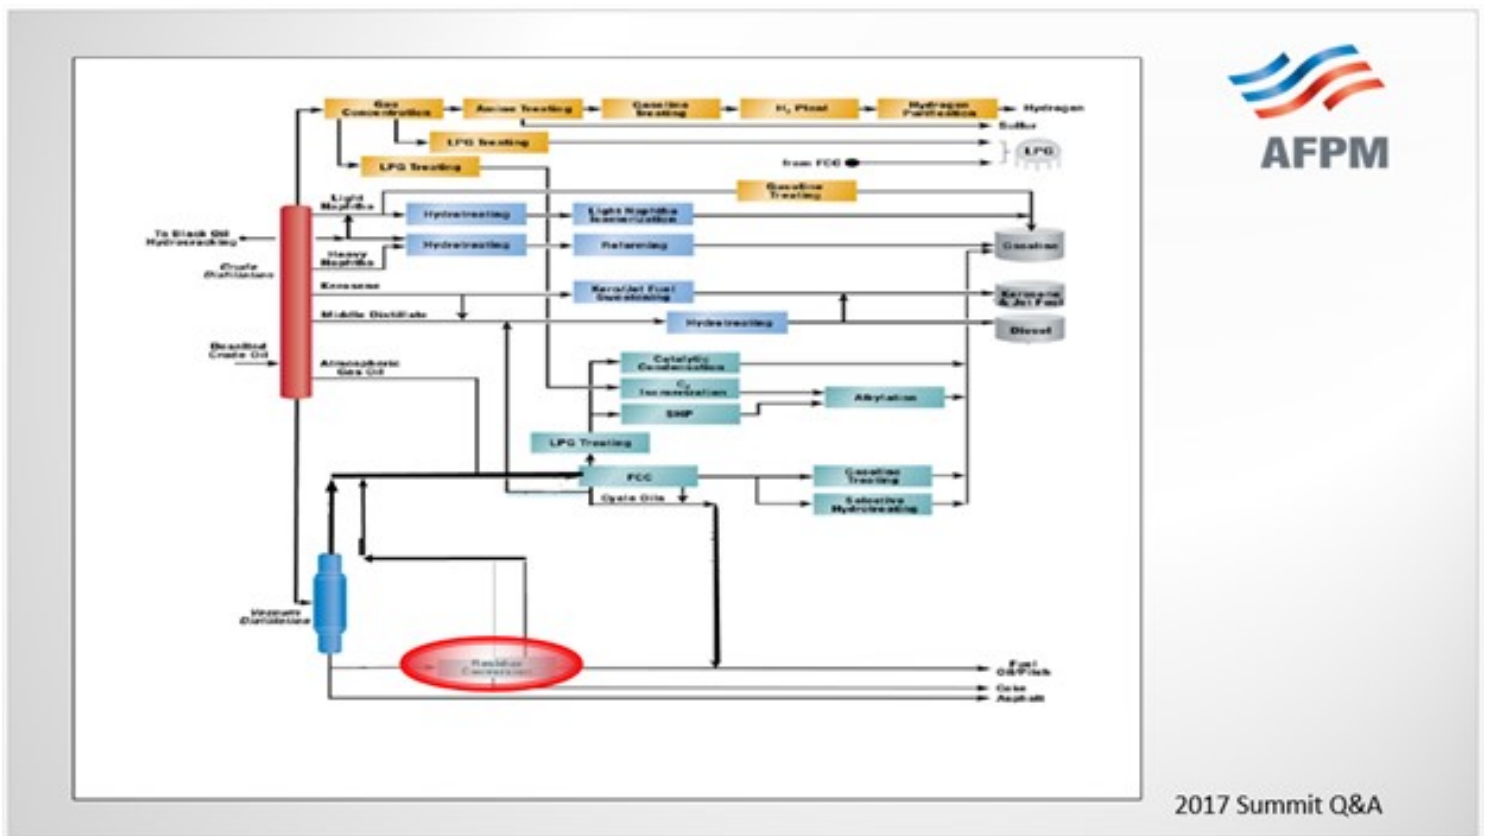 Gas
Concentration
Amine Treating
Gasoline
Treating
H₂ Plant
Hydrogen
Purification
Hydrogen
Sulfur
LPG Treating
LPG
LPG Treating
from FCC
AFPM
Light
Naphtha
Gasoline
Treating
Hydrotreating
Light Naphtha
Isomerization
To Black Oil
Hydrocracking
Hydrotreating
Reforming
Gasoline
Heavy
Naphtha
Crude
Distillation
Kerosene
Kero/Jet Fuel
Sweetening
Kerosene
& Jet Fuel
Middle Distillate
Hydrotreating
Diesel
Desalted
Crude Oil
Atmospheric
Gas Oil
Catalytic
Condensation
Isomerization
Alkylation
SHP
LPG Treating
FCC
Gasoline
Treating
Cycle Oils
Selective
Hydrotreating
Vacuum
Distillation
Residue
Conversion
Fuel
Oil/Pitch
Coke
Asphalt
2017 Summit Q&A